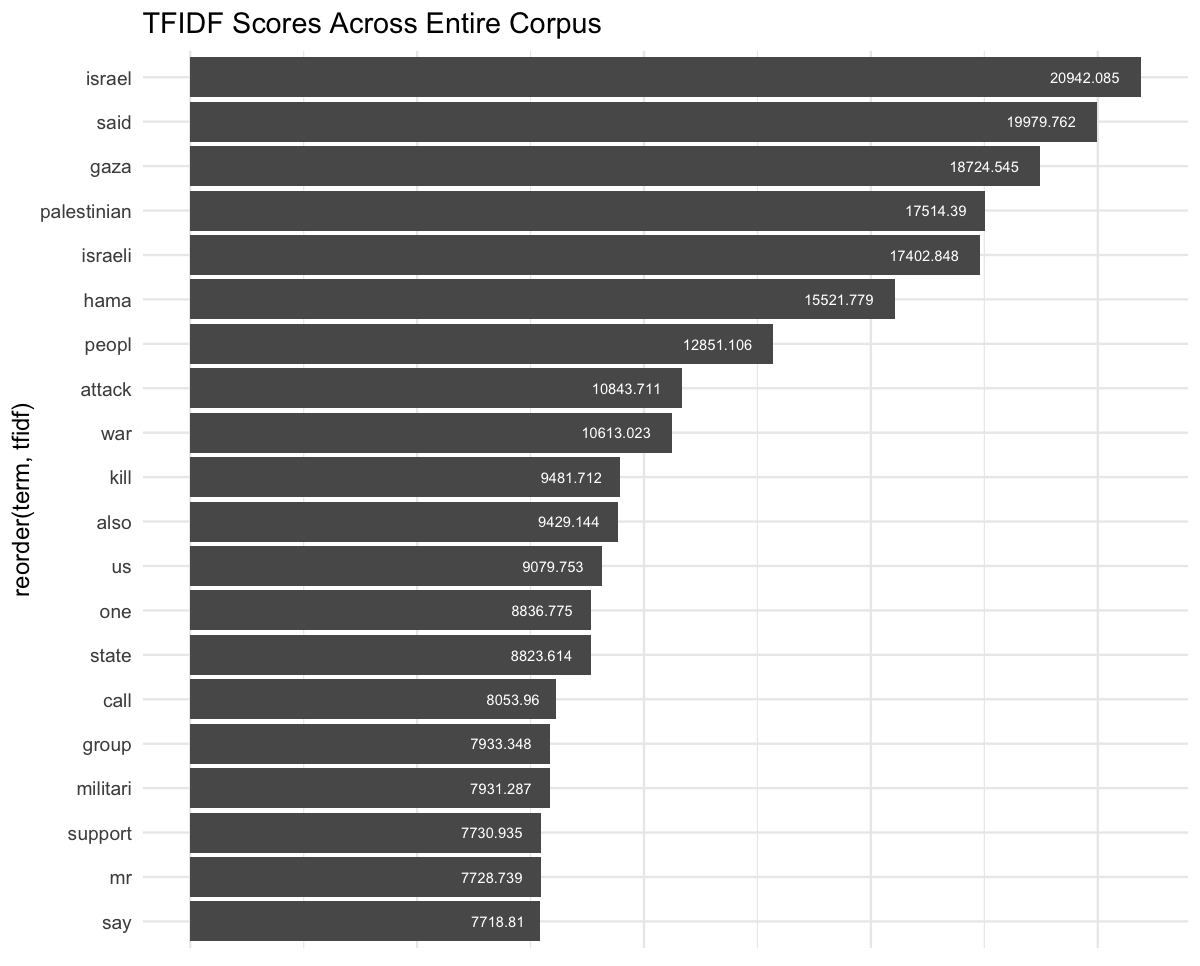 TFIDF Scores Across Entire Corpus
reorder(term, tfidf)
israel 20942.085
said 19979.762
gaza 18724.545
palestinian 17514.39
israeli 17402.848
hama 15521.779
peopl 12851.106
attack 10843.711
war 10613.023
kill 9481.712
also 9429.144
us 9079.753
one 8836.775
state 8823.614
call 8053.96
group 7933.348
militari 7931.287
support 7730.935
mr 7728.739
say 7718.81